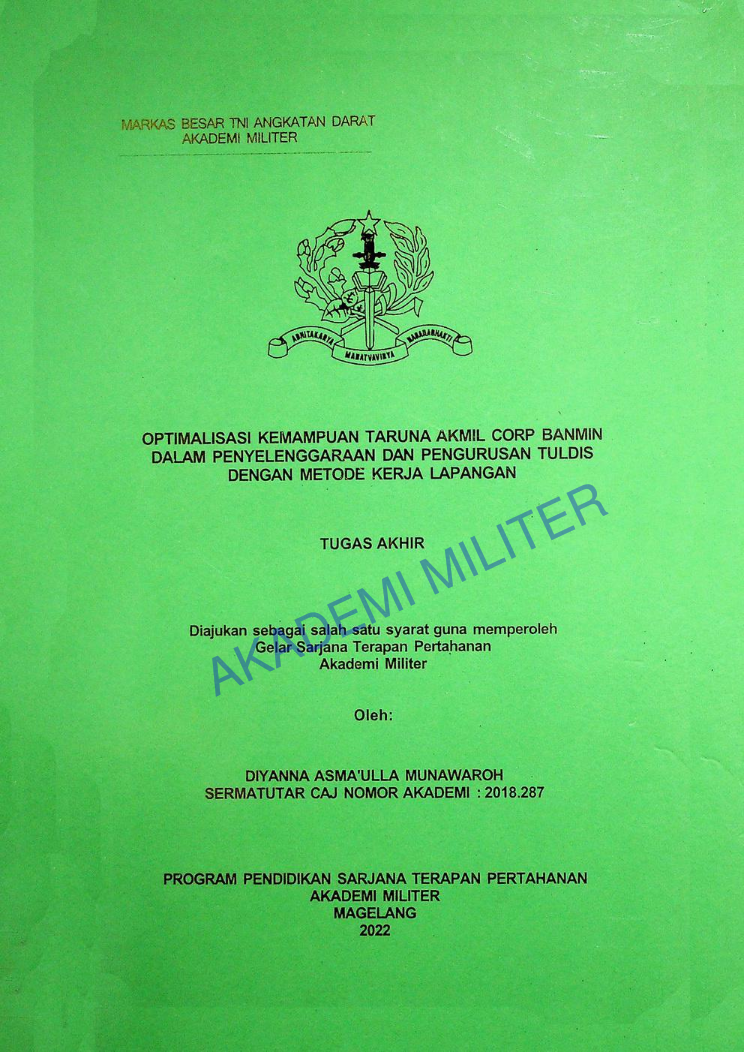 MARKAS BESAR TNI ANGKATAN DARAT
AKADEMI MILITER
ADHITAKARYA
MAHATVAVIRYA
NAGARABHAKTI
OPTIMALISASI KEMAMPUAN TARUNA AKMIL CORP BANMIN
DALAM PENYELENGGARAAN DAN PENGURUSAN TULDIS
DENGAN METODE KERJA LAPANGAN
TUGAS AKHIR
AKADEMI MILITER
Diajukan sebagai salah satu syarat guna memperoleh
Gelar Sarjana Terapan Pertahanan
Akademi Militer
Oleh:
DIYANNA ASMA'ULLA MUNAWAROH
SERMATUTAR CAJ NOMOR AKADEMI : 2018.287
PROGRAM PENDIDIKAN SARJANA TERAPAN PERTAHANAN
AKADEMI MILITER
MAGELANG
2022